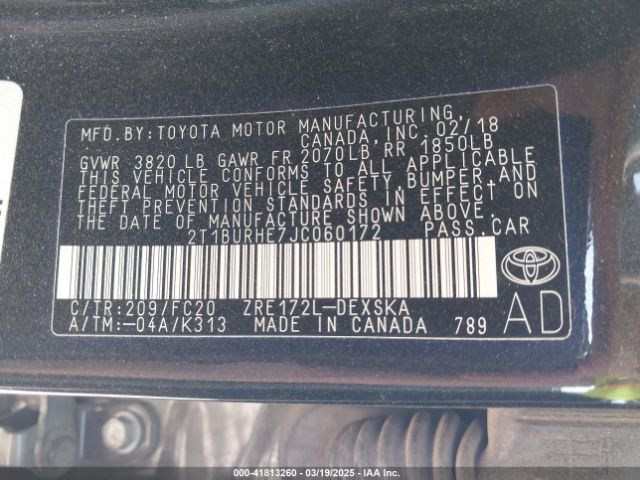 MFD.BY:TOYOTA MOTOR MANUFACTURING,
CANADA,INC. 02/18
GVWR 3820 LB GAWR FR 2070LB RR 1850LB
THIS VEHICLE CONFORMS TO ALL APPLICABLE
FEDERAL MOTOR VEHICLE SAFETY,BUMPER,AND
THEFT PREVENTION STANDARDS IN EFFECT ON
THE DATE OF MANUFACTURE SHOWN ABOVE.
2T1BURHE7JC060172 PASS.CAR
C/TR:209/FC20 ZRE172L-DEXSKA
A/TM:-04A/K313 MADE IN CANADA 789
AD
000-41813260 — 03/19/2025 — IAA Inc.